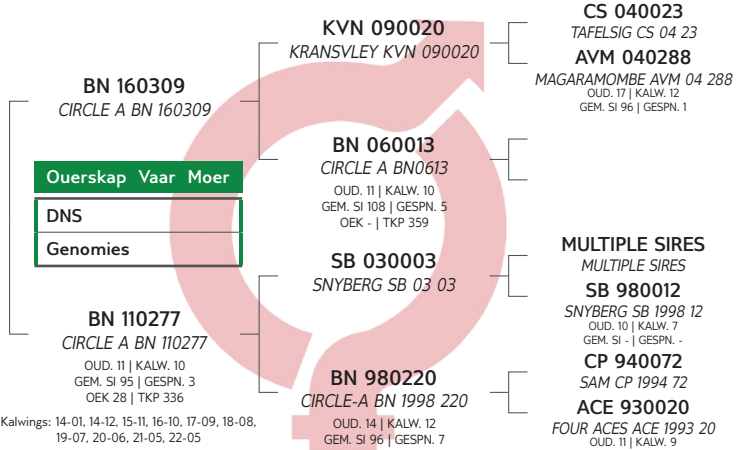 BN 160309
CIRCLE A BN 160309
Ouerskap Vaar Moer
DNS
Genomies
BN 110277
CIRCLE A BN 110277
OUD. 11 | KALW. 10
GEM. SI 95 | GESPN. 3
OEK 28 | TKP 336
Kalwings: 14-01, 14-12, 15-11, 16-10, 17-09, 18-08,
19-07, 20-06, 21-05, 22-05
KVN 090020
KRANSVLEY KVN 090020
BN 060013
CIRCLE A BN0613
OUD. 11 | KALW. 10
GEM. SI 108 | GESPN. 5
OEK - | TKP 359
SB 030003
SNYBERG SB 03 03
BN 980220
CIRCLE-A BN 1998 220
OUD. 14 | KALW. 12
GEM. SI 96 | GESPN. 7
CS 040023
TAFELSIG CS 04 23
AVM 040288
MAGARAMOMBE AVM 04 288
OUD. 17 | KALW. 12
GEM. SI 96 | GESPN. 1
MULTIPLE SIRES
MULTIPLE SIRES
SB 980012
SNYBERG SB 1998 12
OUD. 10 | KALW. 7
GEM. SI - | GESPN. -
CP 940072
SAM CP 1994 72
ACE 930020
FOUR ACES ACE 1993 20
OUD. 11 | KALW. 9